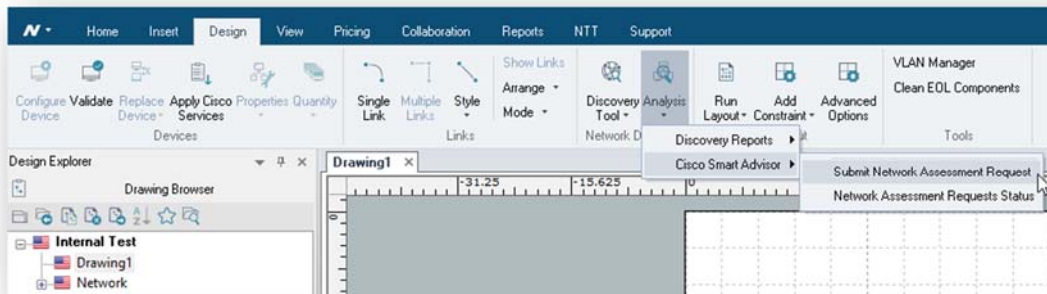 Home Insert Design View Pricing Collaboration Reports NTT Support
Configure Device
Validate
Replace Device
Apply Cisco Services
Properties
Quantity
Devices
Single Link
Multiple Links
Style
Show Links
Arrange
Mode
Links
Discovery Tool
Analysis
Network D
Run Layout
Add Constraint
Advanced Options
VLAN Manager
Clean EOL Components
Tools
Discovery Reports
Cisco Smart Advisor
Submit Network Assessment Request
Network Assessment Requests Status
Design Explorer
Drawing Browser
Internal Test
Drawing1
Network
Drawing1
-31.25 -15.625 0